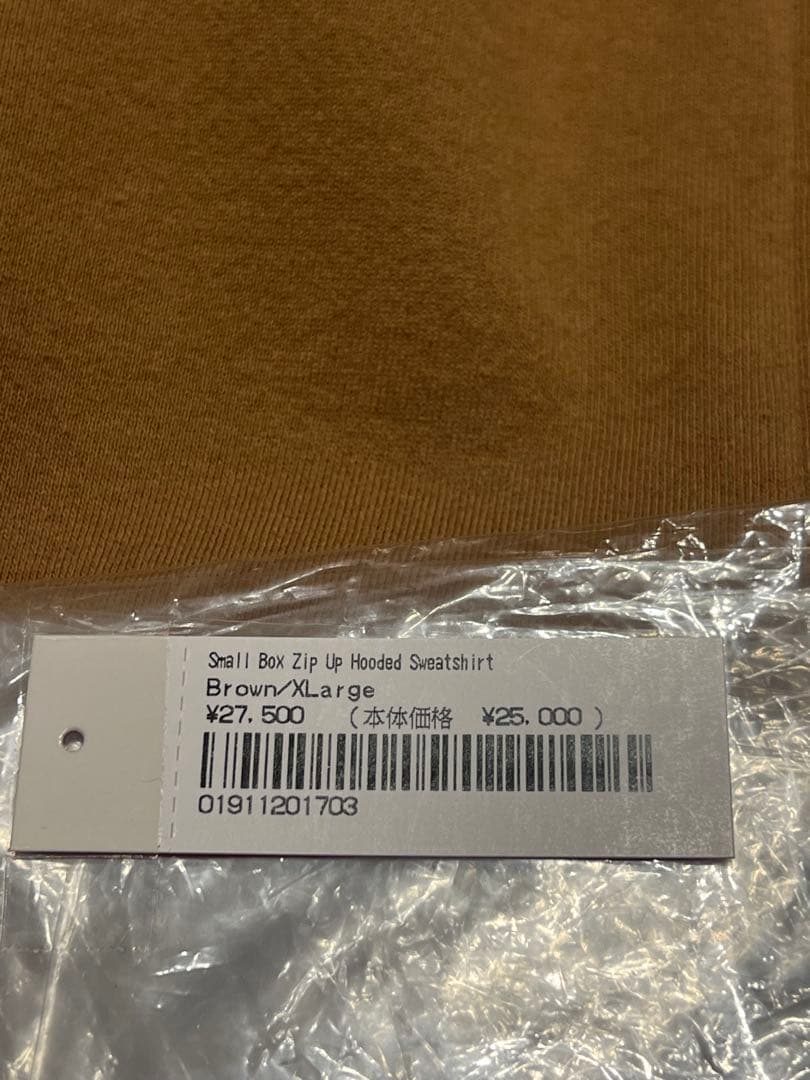 Small Box Zip Up Hooded Sweatshirt
Brown/XLarge
¥27,500 (本体価格 ¥25,000)
01911201703